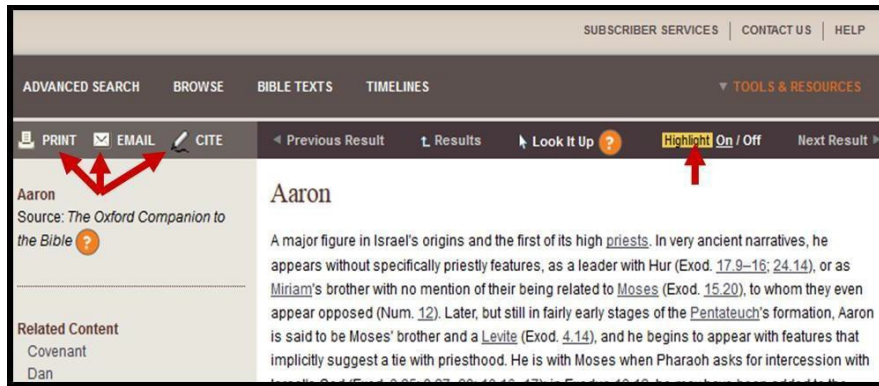 SUBSCRIBER SERVICES | CONTACT US | HELP
ADVANCED SEARCH BROWSE BIBLE TEXTS TIMELINES ▼ TOOLS & RESOURCES
PRINT EMAIL CITE ◄ Previous Result Results Look It Up ? Highlight On / Off Next Result ►
Aaron
Source: The Oxford Companion to
the Bible ?
Related Content
Covenant
Dan
Aaron
A major figure in Israel's origins and the first of its high priests. In very ancient narratives, he
appears without specifically priestly features, as a leader with Hur (Exod. 17.9–16; 24.14), or as
Miriam's brother with no mention of their being related to Moses (Exod. 15.20), to whom they even
appear opposed (Num. 12). Later, but still in fairly early stages of the Pentateuch's formation, Aaron
is said to be Moses' brother and a Levite (Exod. 4.14), and he begins to appear with features that
implicitly suggest a tie with priesthood. He is with Moses when Pharaoh asks for intercession with